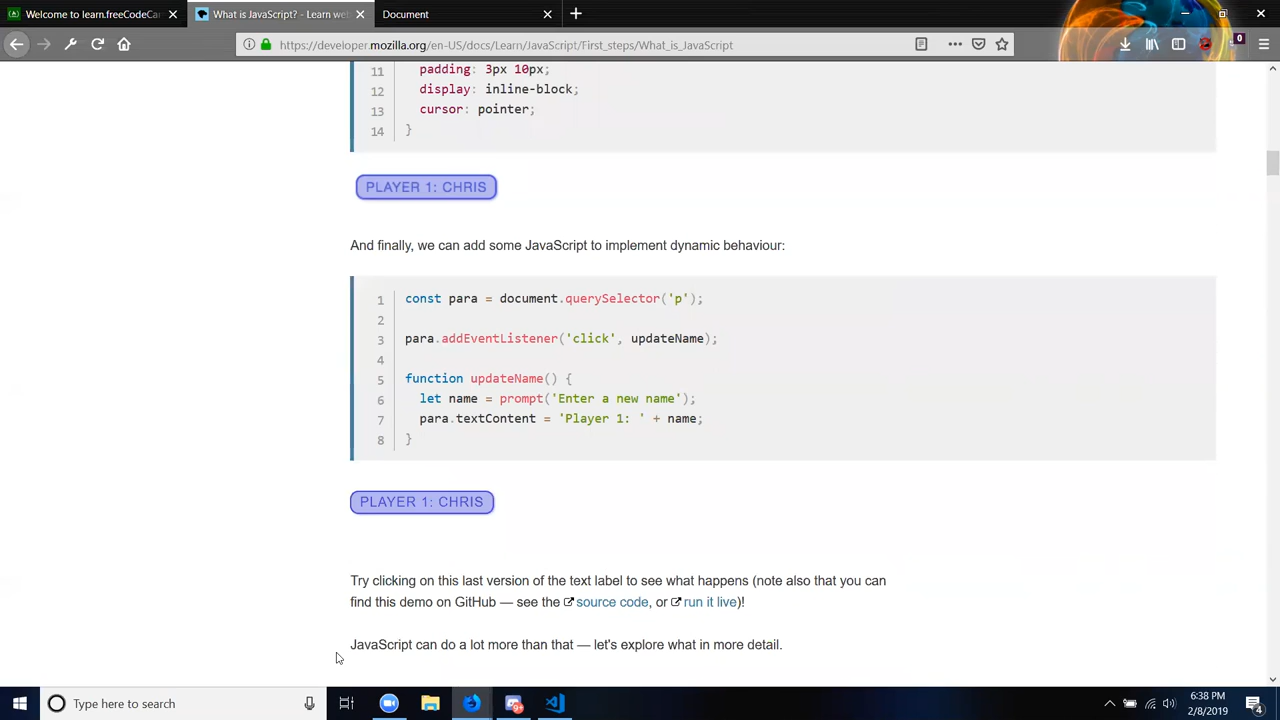 Welcome to learn.freeCodeCam
What is JavaScript? - Learn web
Document
https://developer.mozilla.org/en-US/docs/Learn/JavaScript/First_steps/What_is_JavaScript
0
11 padding: 3px 10px;
12 display: inline-block;
13 cursor: pointer;
14 }
PLAYER 1: CHRIS
And finally, we can add some JavaScript to implement dynamic behaviour:
1 const para = document.querySelector('p');
2
3 para.addEventListener('click', updateName);
4
5 function updateName() {
6 let name = prompt('Enter a new name');
7 para.textContent = 'Player 1: ' + name;
8 }
PLAYER 1: CHRIS
Try clicking on this last version of the text label to see what happens (note also that you can
find this demo on GitHub — see the source code, or run it live)!
JavaScript can do a lot more than that — let's explore what in more detail.
Type here to search
6:38 PM
2/8/2019
4